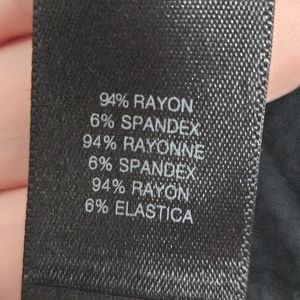 94% RAYON
6% SPANDEX
94% RAYONNE
6% SPANDEX
94% RAYON
6% ELASTICA